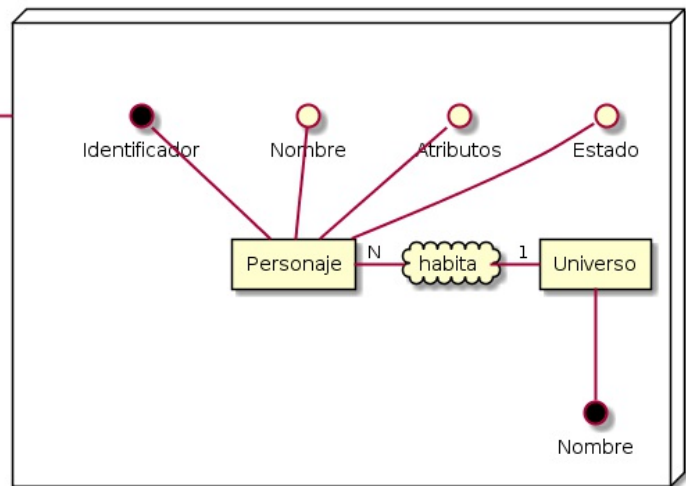 Identificador
Nombre
Atributos
Estado
Personaje
N
habita
1
Universo
Nombre